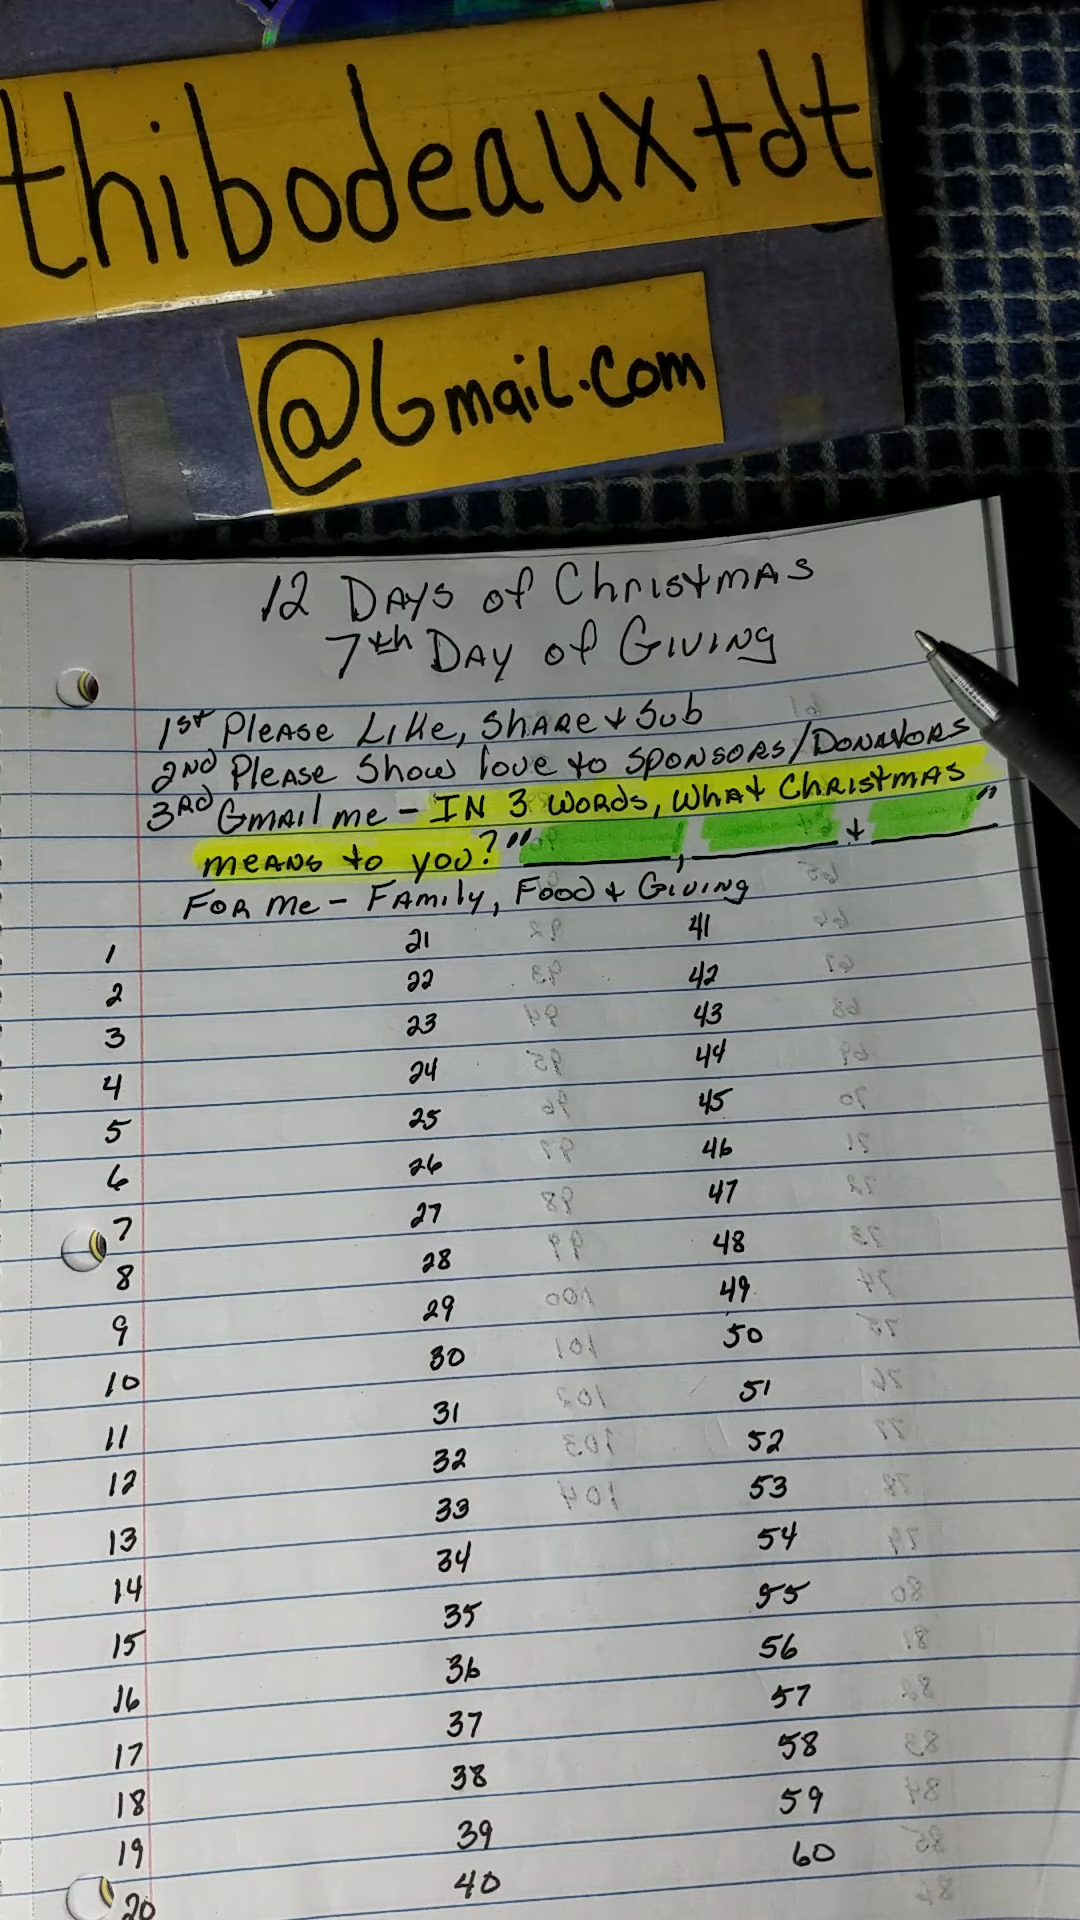 thibodeauxtdt
@Gmail.com
12 DAYS of ChristMAS
7th DAY of GIVING
1st PLEASE LIKE, SHARE + Sub
2ND PLEASE Show love to SPONSORS/DONATORS
3RD GMAIL me - IN 3 WORDS, WHAt ChristMAS
MEANS to you? "________, ________ + ________"
FOR Me - FAMILY, FOOD + GIVING
1 21 41
2 22 42
3 23 43
4 24 44
5 25 45
6 26 46
7 27 47
8 28 48
9 29 49
10 30 50
11 31 51
12 32 52
13 33 53
14 34 54
15 35 55
16 36 56
17 37 57
18 38 58
19 39 59
20 40 60